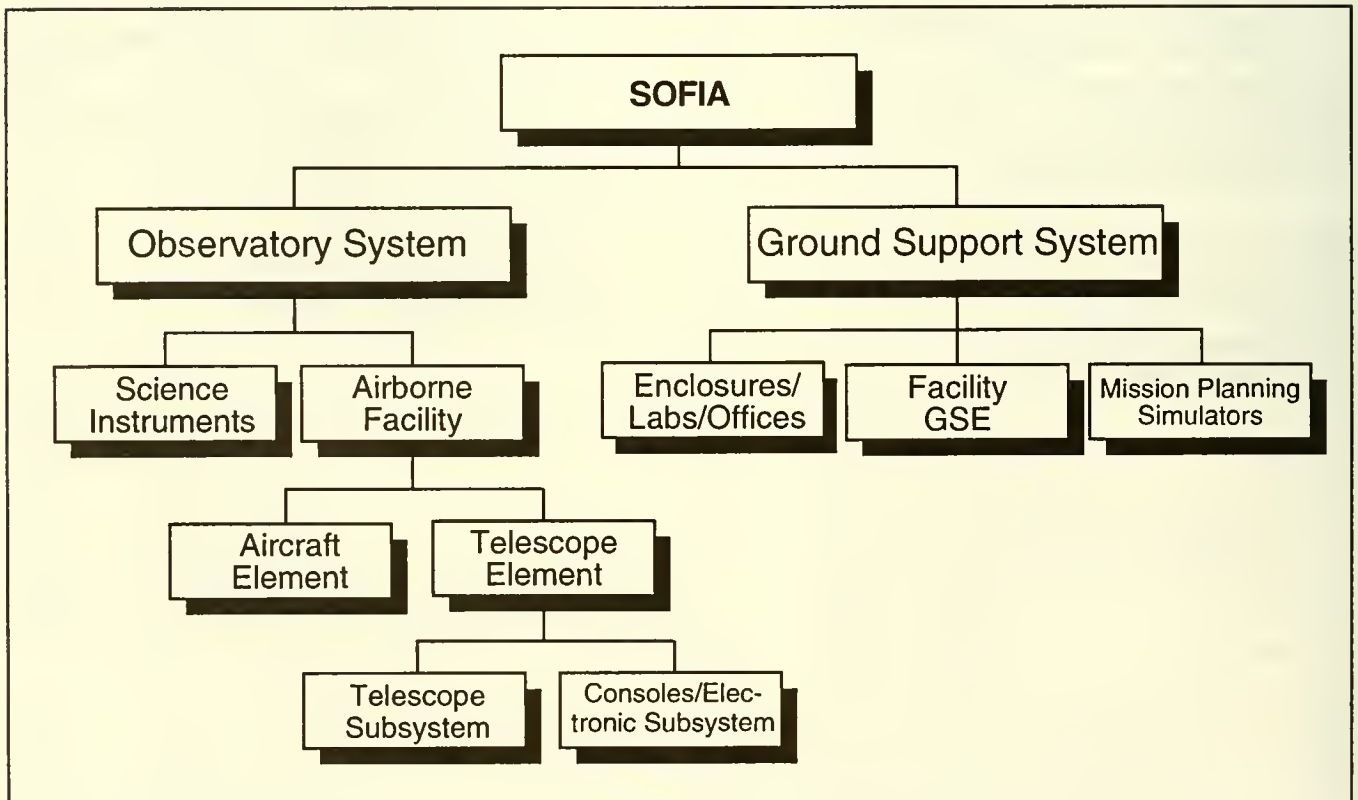 SOFIA
Observatory System
Ground Support System
Science
Instruments
Airborne
Facility
Enclosures/
Labs/Offices
Facility
GSE
Mission Planning
Simulators
Aircraft
Element
Telescope
Element
Telescope
Subsystem
Consoles/Elec-
tronic Subsystem